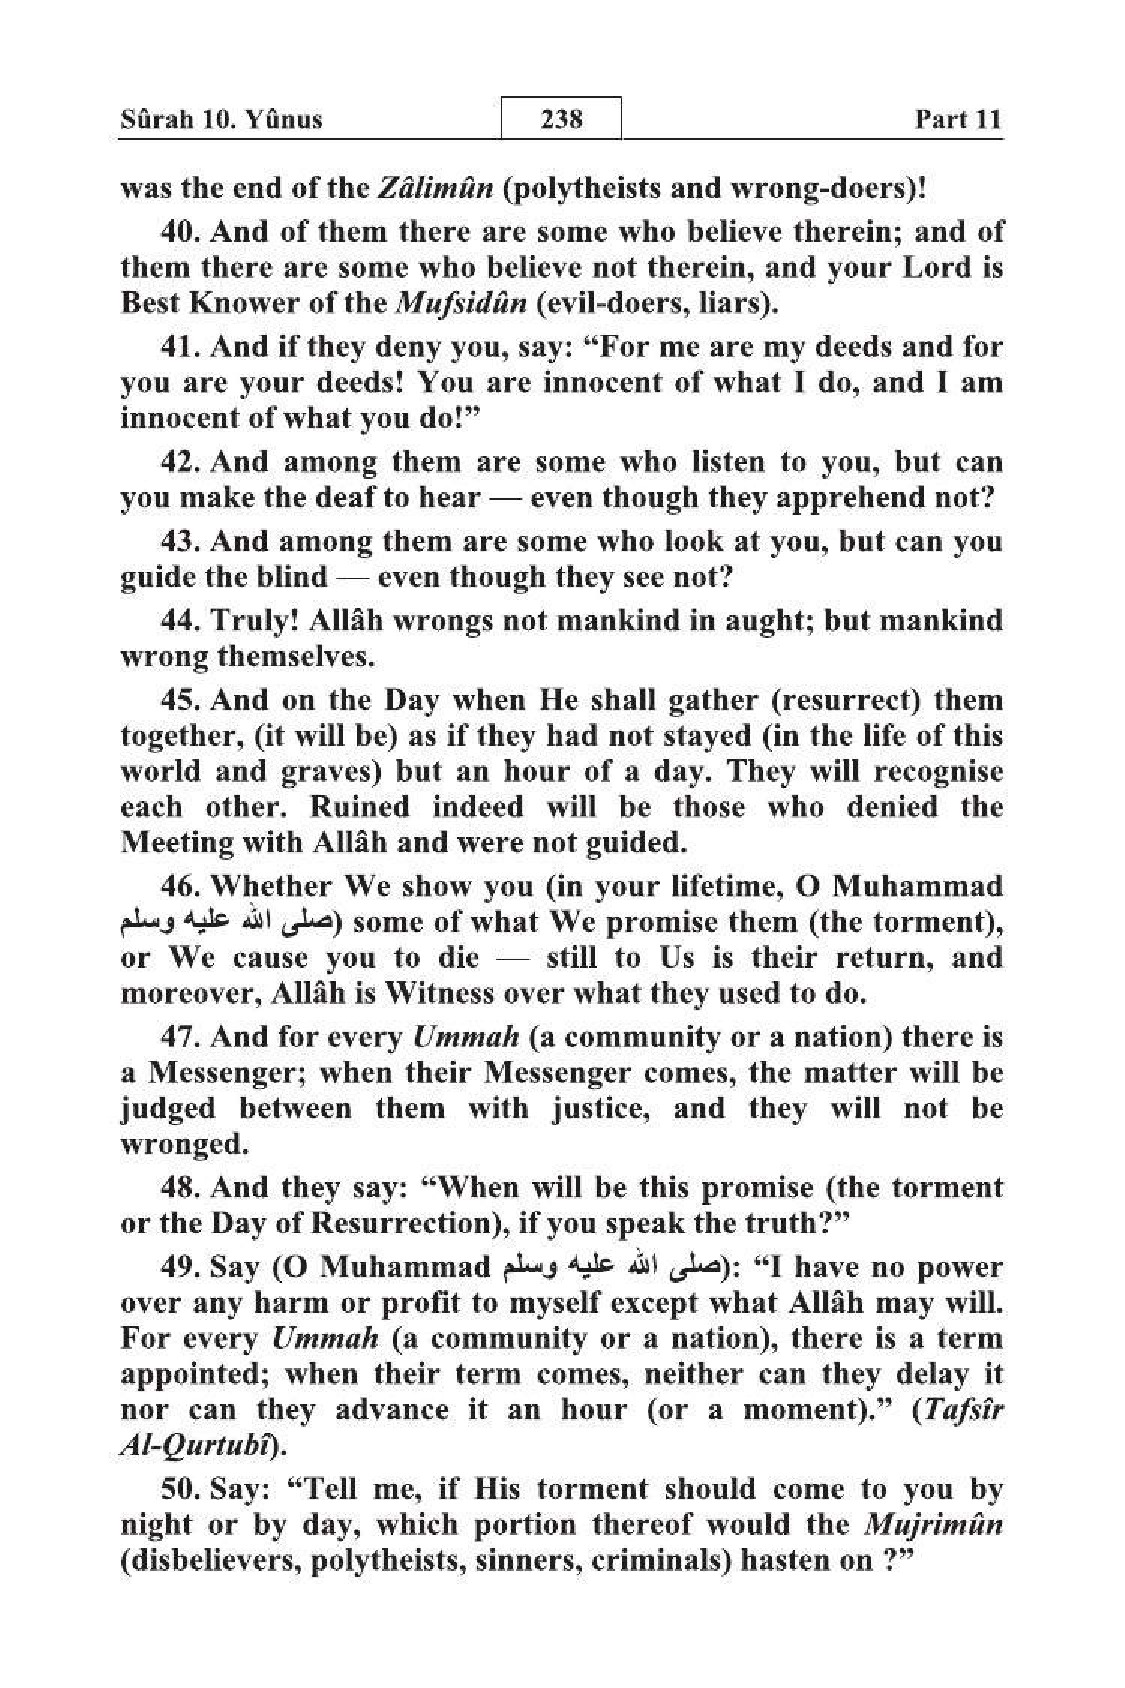 Sûrah 10. Yûnus 238 Part 11
was the end of the Zâlimûn (polytheists and wrong-doers)!
40. And of them there are some who believe therein; and of
them there are some who believe not therein, and your Lord is
Best Knower of the Mufsidûn (evil-doers, liars).
41. And if they deny you, say: “For me are my deeds and for
you are your deeds! You are innocent of what I do, and I am
innocent of what you do!”
42. And among them are some who listen to you, but can
you make the deaf to hear — even though they apprehend not?
43. And among them are some who look at you, but can you
guide the blind — even though they see not?
44. Truly! Allâh wrongs not mankind in aught; but mankind
wrong themselves.
45. And on the Day when He shall gather (resurrect) them
together, (it will be) as if they had not stayed (in the life of this
world and graves) but an hour of a day. They will recognise
each other. Ruined indeed will be those who denied the
Meeting with Allâh and were not guided.
46. Whether We show you (in your lifetime, O Muhammad
صلى الله عليه وسلم) some of what We promise them (the torment),
or We cause you to die — still to Us is their return, and
moreover, Allâh is Witness over what they used to do.
47. And for every Ummah (a community or a nation) there is
a Messenger; when their Messenger comes, the matter will be
judged between them with justice, and they will not be
wronged.
48. And they say: “When will be this promise (the torment
or the Day of Resurrection), if you speak the truth?”
49. Say (O Muhammad صلى الله عليه وسلم): “I have no power
over any harm or profit to myself except what Allâh may will.
For every Ummah (a community or a nation), there is a term
appointed; when their term comes, neither can they delay it
nor can they advance it an hour (or a moment).” (Tafsîr
Al-Qurtubî).
50. Say: “Tell me, if His torment should come to you by
night or by day, which portion thereof would the Mujrimûn
(disbelievers, polytheists, sinners, criminals) hasten on ?”